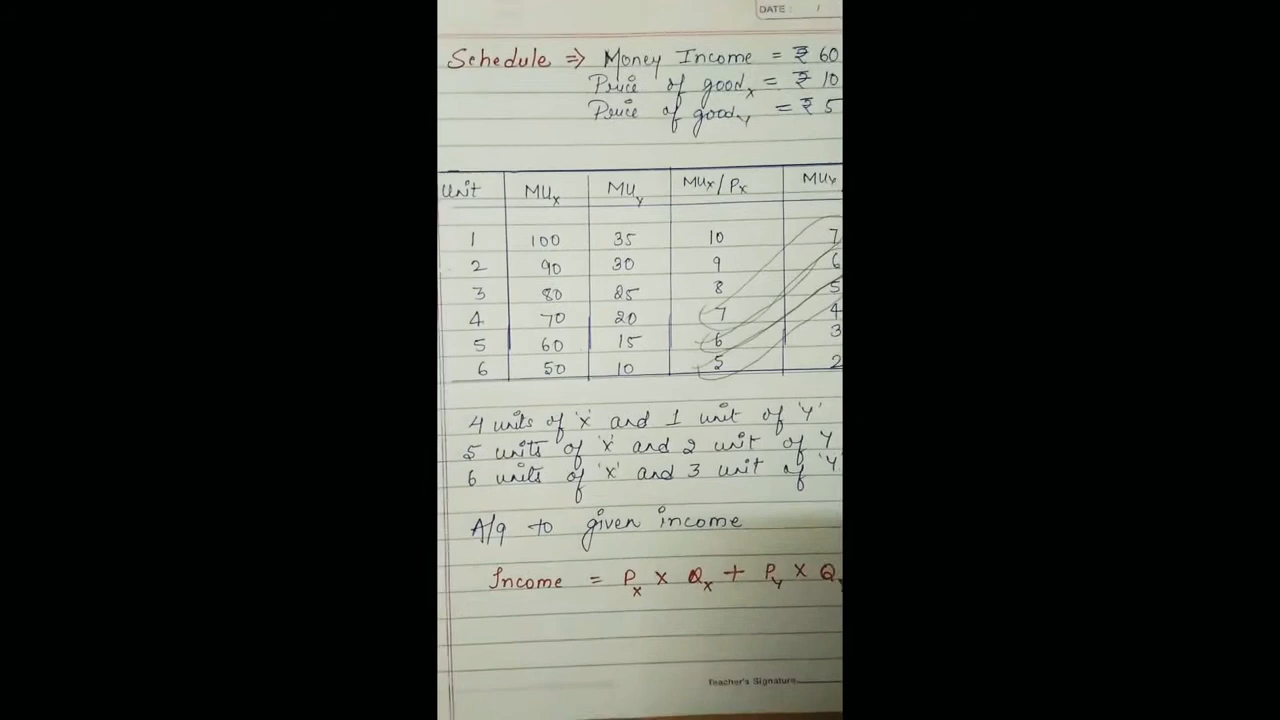 DATE : /
Schedule ⇒ Money Income = ₹ 60
Price of good x = ₹ 10
Price of good y = ₹ 5
Unit MUx MUy MUx/Px MUy
1 100 35 10 7
2 90 30 9 6
3 80 25 8 5
4 70 20 7 4
5 60 15 6 3
6 50 10 5 2
4 units of 'x' and 1 unit of 'y'
5 units of 'x' and 2 unit of y
6 units of 'x' and 3 unit of 'y
A/q to given income
Income = Px x Qx + Py x Q
Teacher's Signature